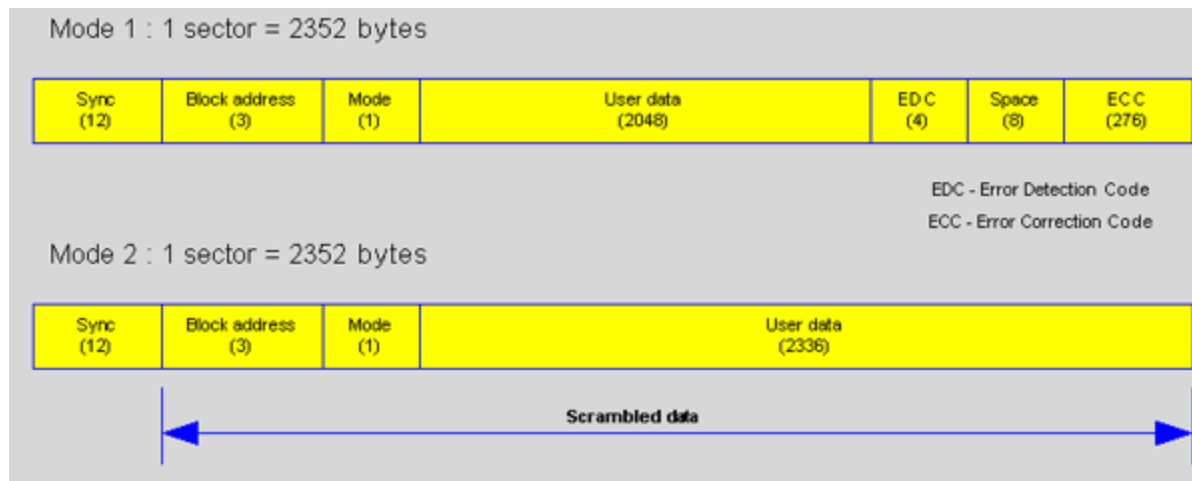 Mode 1 : 1 sector = 2352 bytes
Sync Block address Mode User data EDC Space ECC
(12) (3) (1) (2048) (4) (8) (276)
EDC - Error Detection Code
ECC - Error Correction Code
Mode 2 : 1 sector = 2352 bytes
Sync Block address Mode User data
(12) (3) (1) (2336)
Scrambled data